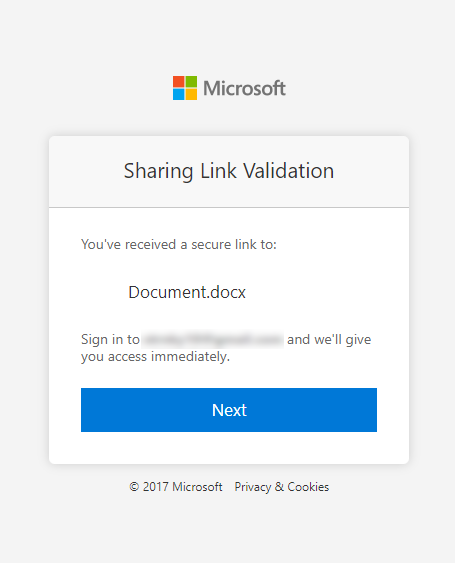 Microsoft
Sharing Link Validation
You've received a secure link to:
Document.docx
Sign in to and we'll give
you access immediately.
Next
© 2017 Microsoft Privacy & Cookies